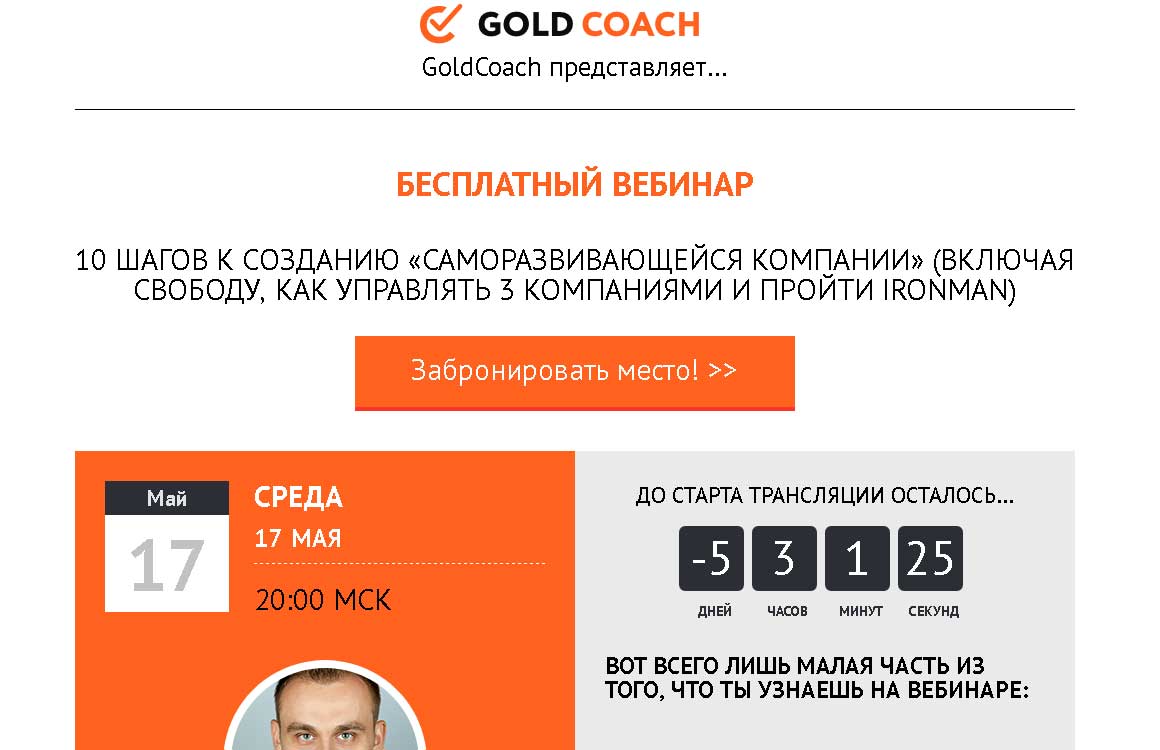 GOLD COACH
GoldCoach представляет...
БЕСПЛАТНЫЙ ВЕБИНАР
10 ШАГОВ К СОЗДАНИЮ «САМОРАЗВИВАЮЩЕЙСЯ КОМПАНИИ» (ВКЛЮЧАЯ
СВОБОДУ, КАК УПРАВЛЯТЬ 3 КОМПАНИЯМИ И ПРОЙТИ IRONMAN)
Забронировать место! >>
Май
17
СРЕДА
17 МАЯ
20:00 МСК
ДО СТАРТА ТРАНСЛЯЦИИ ОСТАЛОСЬ...
-5 3 1 25
ДНЕЙ ЧАСОВ МИНУТ СЕКУНД
ВОТ ВСЕГО ЛИШЬ МАЛАЯ ЧАСТЬ ИЗ
ТОГО, ЧТО ТЫ УЗНАЕШЬ НА ВЕБИНАРЕ: